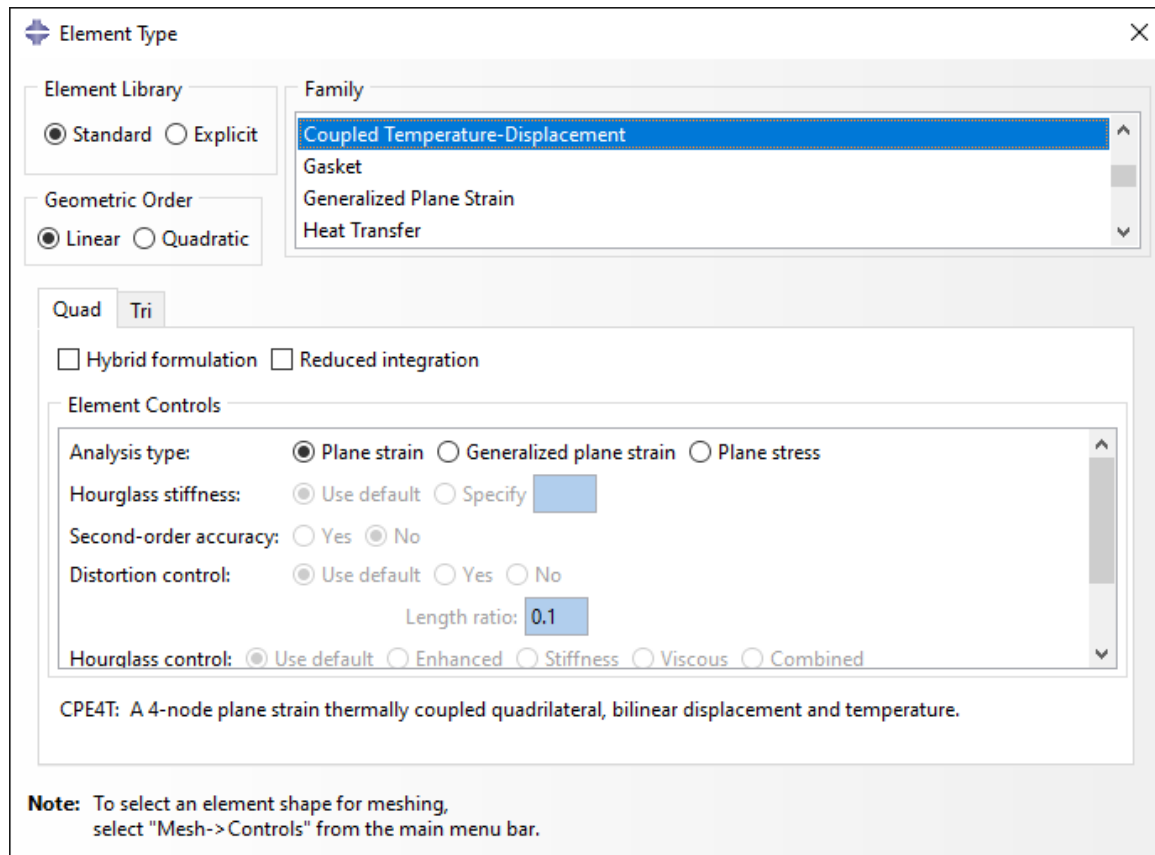 Element Type
Element Library
Standard Explicit
Family
Coupled Temperature-Displacement
Gasket
Generalized Plane Strain
Heat Transfer
Geometric Order
Linear Quadratic
Quad Tri
Hybrid formulation Reduced integration
Element Controls
Analysis type: Plane strain Generalized plane strain Plane stress
Hourglass stiffness: Use default Specify
Second-order accuracy: Yes No
Distortion control: Use default Yes No
Length ratio: 0.1
Hourglass control: Use default Enhanced Stiffness Viscous Combined
CPE4T: A 4-node plane strain thermally coupled quadrilateral, bilinear displacement and temperature.
Note: To select an element shape for meshing,
select "Mesh->Controls" from the main menu bar.